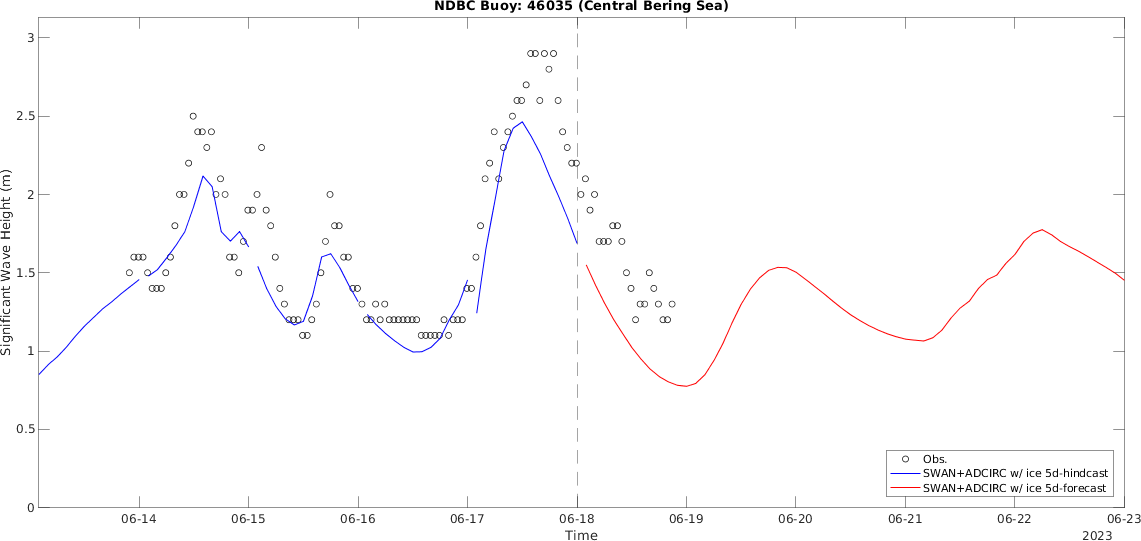 NDBC Buoy: 46035 (Central Bering Sea)
3
2.5
2
1.5
1
0.5
0
Significant Wave Height (m)
Obs.
SWAN+ADCIRC w/ ice 5d-hindcast
SWAN+ADCIRC w/ ice 5d-forecast
06-14 06-15 06-16 06-17 06-18 06-19 06-20 06-21 06-22 06-23
Time
2023